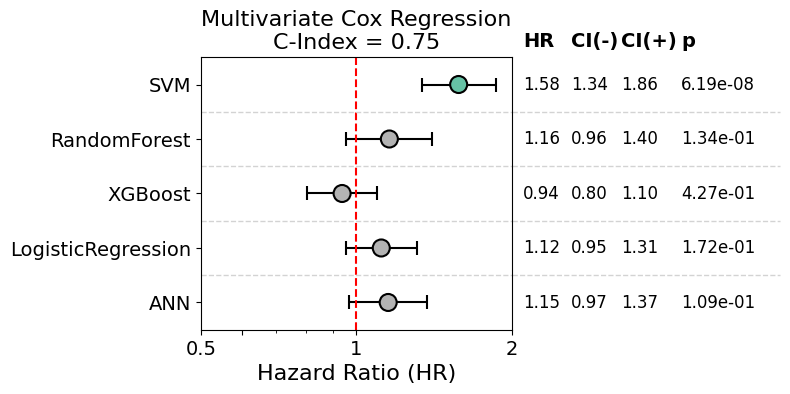 Multivariate Cox Regression
C-Index = 0.75
HR CI(-) CI(+) p
SVM 1.58 1.34 1.86 6.19e-08
RandomForest 1.16 0.96 1.40 1.34e-01
XGBoost 0.94 0.80 1.10 4.27e-01
LogisticRegression 1.12 0.95 1.31 1.72e-01
ANN 1.15 0.97 1.37 1.09e-01
0.5 1 2
Hazard Ratio (HR)